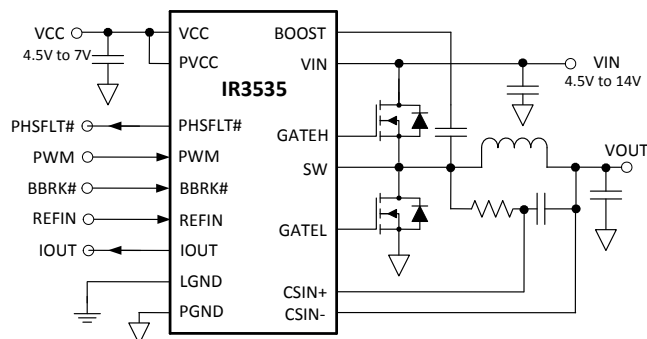 VCC
4.5V to 7V
PHSFLT#
PWM
BBRK#
REFIN
IOUT
VCC
PVCC
IR3535
PHSFLT#
PWM
BBRK#
REFIN
IOUT
LGND
PGND
BOOST
VIN
GATEH
SW
GATEL
CSIN+
CSIN-
VIN
4.5V to 14V
VOUT